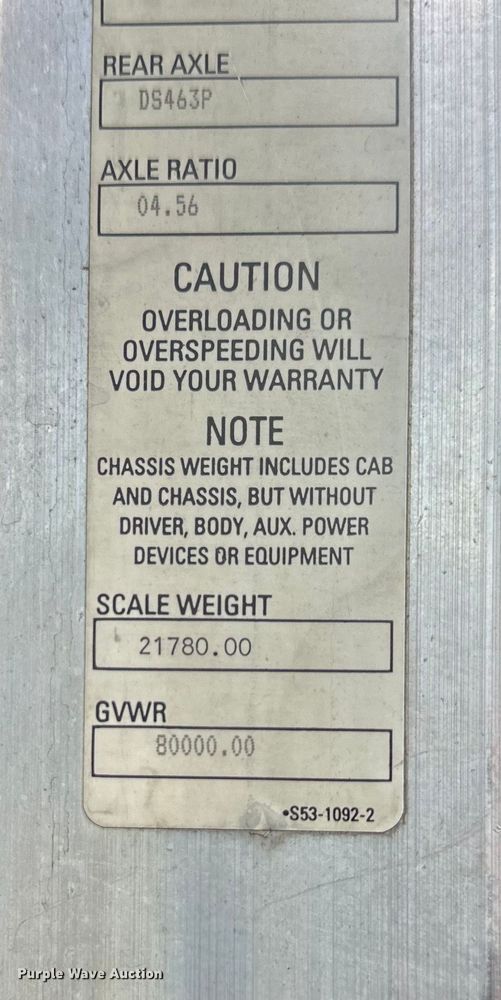 REAR AXLE
DS463P
AXLE RATIO
04.56
CAUTION
OVERLOADING OR
OVERSPEEDING WILL
VOID YOUR WARRANTY
NOTE
CHASSIS WEIGHT INCLUDES CAB
AND CHASSIS, BUT WITHOUT
DRIVER, BODY, AUX. POWER
DEVICES OR EQUIPMENT
SCALE WEIGHT
21780.00
GVWR
80000.00
•S53-1092-2
Purple Wave Auction